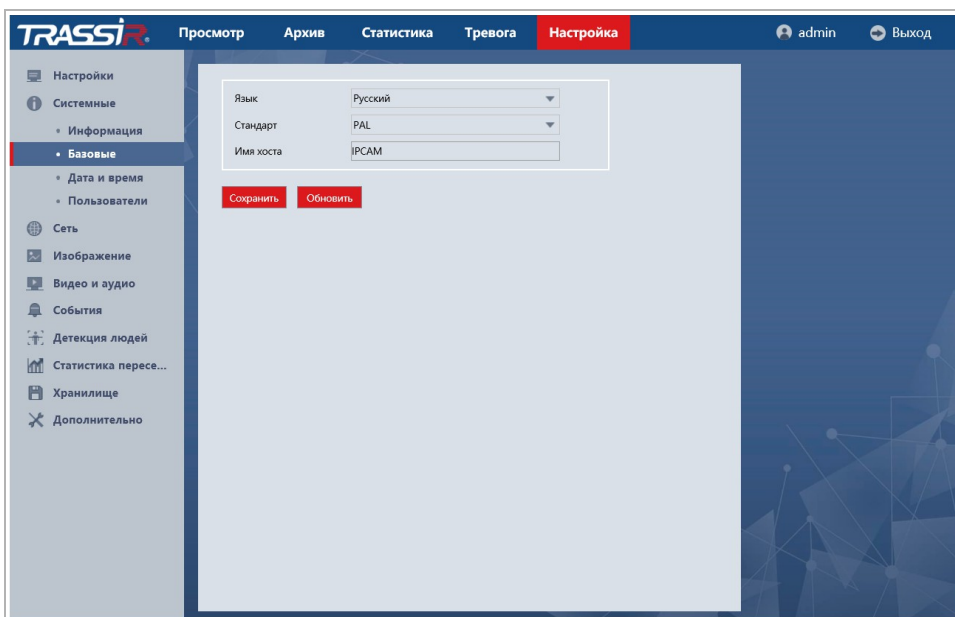 TRASSIR® Просмотр Архив Статистика Тревога Настройка admin Выход
Настройки
Системные
Информация
Базовые
Дата и время
Пользователи
Сеть
Изображение
Видео и аудио
События
Детекция людей
Статистика пересе...
Хранилище
Дополнительно
Язык Русский
Стандарт PAL
Имя хоста IPCAM
Сохранить Обновить